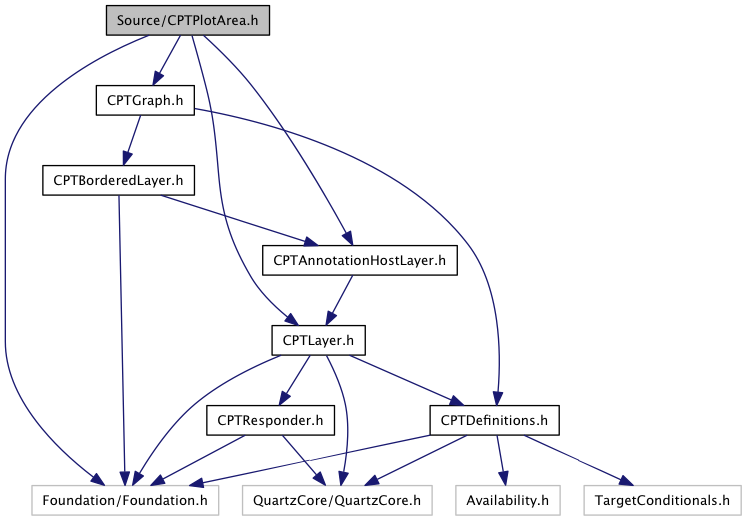 Source/CPTPlotArea.h
CPTGraph.h
CPTBorderedLayer.h
CPTAnnotationHostLayer.h
CPTLayer.h
CPTResponder.h
CPTDefinitions.h
Foundation/Foundation.h
QuartzCore/QuartzCore.h
Availability.h
TargetConditionals.h